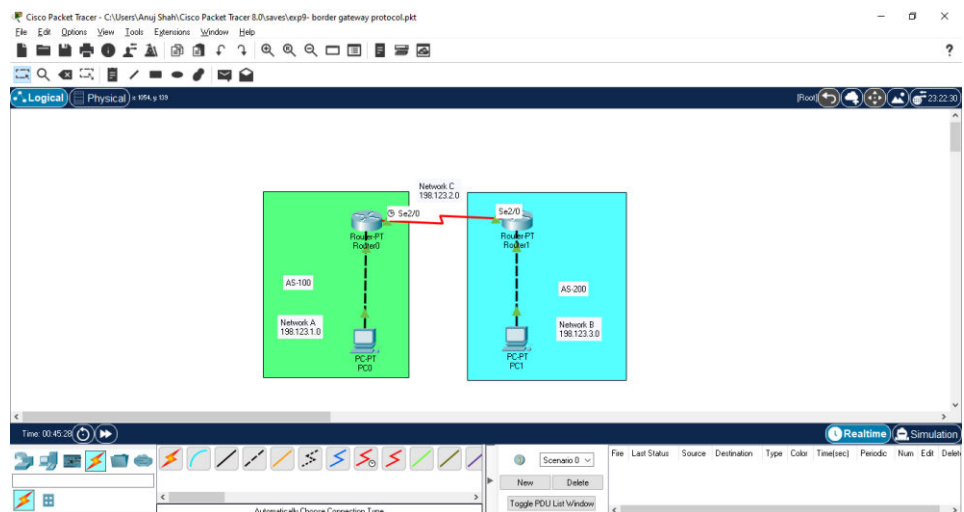 Cisco Packet Tracer - C:\Users\Anuj Shah\Cisco Packet Tracer 8.0\saves\exp9- border gateway protocol.pkt
File Edit Options View Tools Extensions Window Help
?
Logical Physical x: 1054, y: 109 [Root] 23:22:30
Network C
198.123.2.0
Se2/0 Se2/0
Router-PT Router-PT
Router0 Router1
AS-100 AS-200
Network A Network B
198.123.1.0 198.123.3.0
PC-PT PC-PT
PC0 PC1
Time: 00:45:28 Realtime Simulation
Scenario 0 Fire Last Status Source Destination Type Color Time(sec) Periodic Num Edit Delet
New Delete
Toggle PDU List Window
Automatically Choose Connection Type